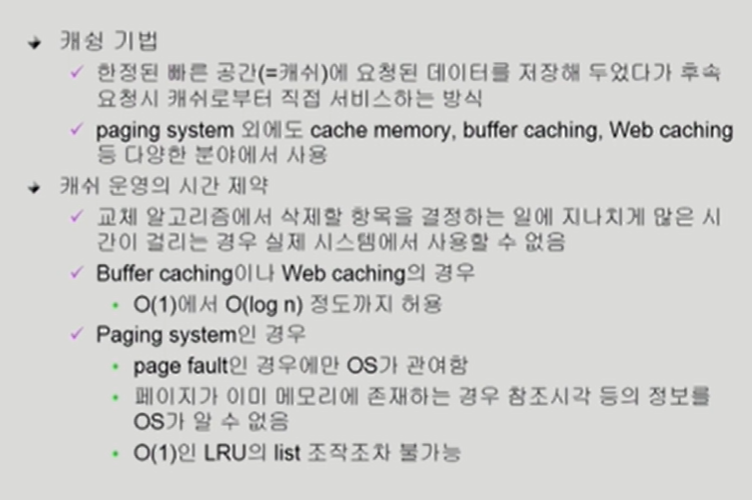 캐슁 기법
한정된 빠른 공간(=캐쉬)에 요청된 데이터를 저장해 두었다가 후속
요청시 캐쉬로부터 직접 서비스하는 방식
paging system 외에도 cache memory, buffer caching, Web caching
등 다양한 분야에서 사용
캐쉬 운영의 시간 제약
교체 알고리즘에서 삭제할 항목을 결정하는 일에 지나치게 많은 시
간이 걸리는 경우 실제 시스템에서 사용할 수 없음
Buffer caching이나 Web caching의 경우
O(1)에서 O(log n) 정도까지 허용
Paging system인 경우
page fault인 경우에만 OS가 관여함
페이지가 이미 메모리에 존재하는 경우 참조시각 등의 정보를
OS가 알 수 없음
O(1)인 LRU의 list 조작조차 불가능